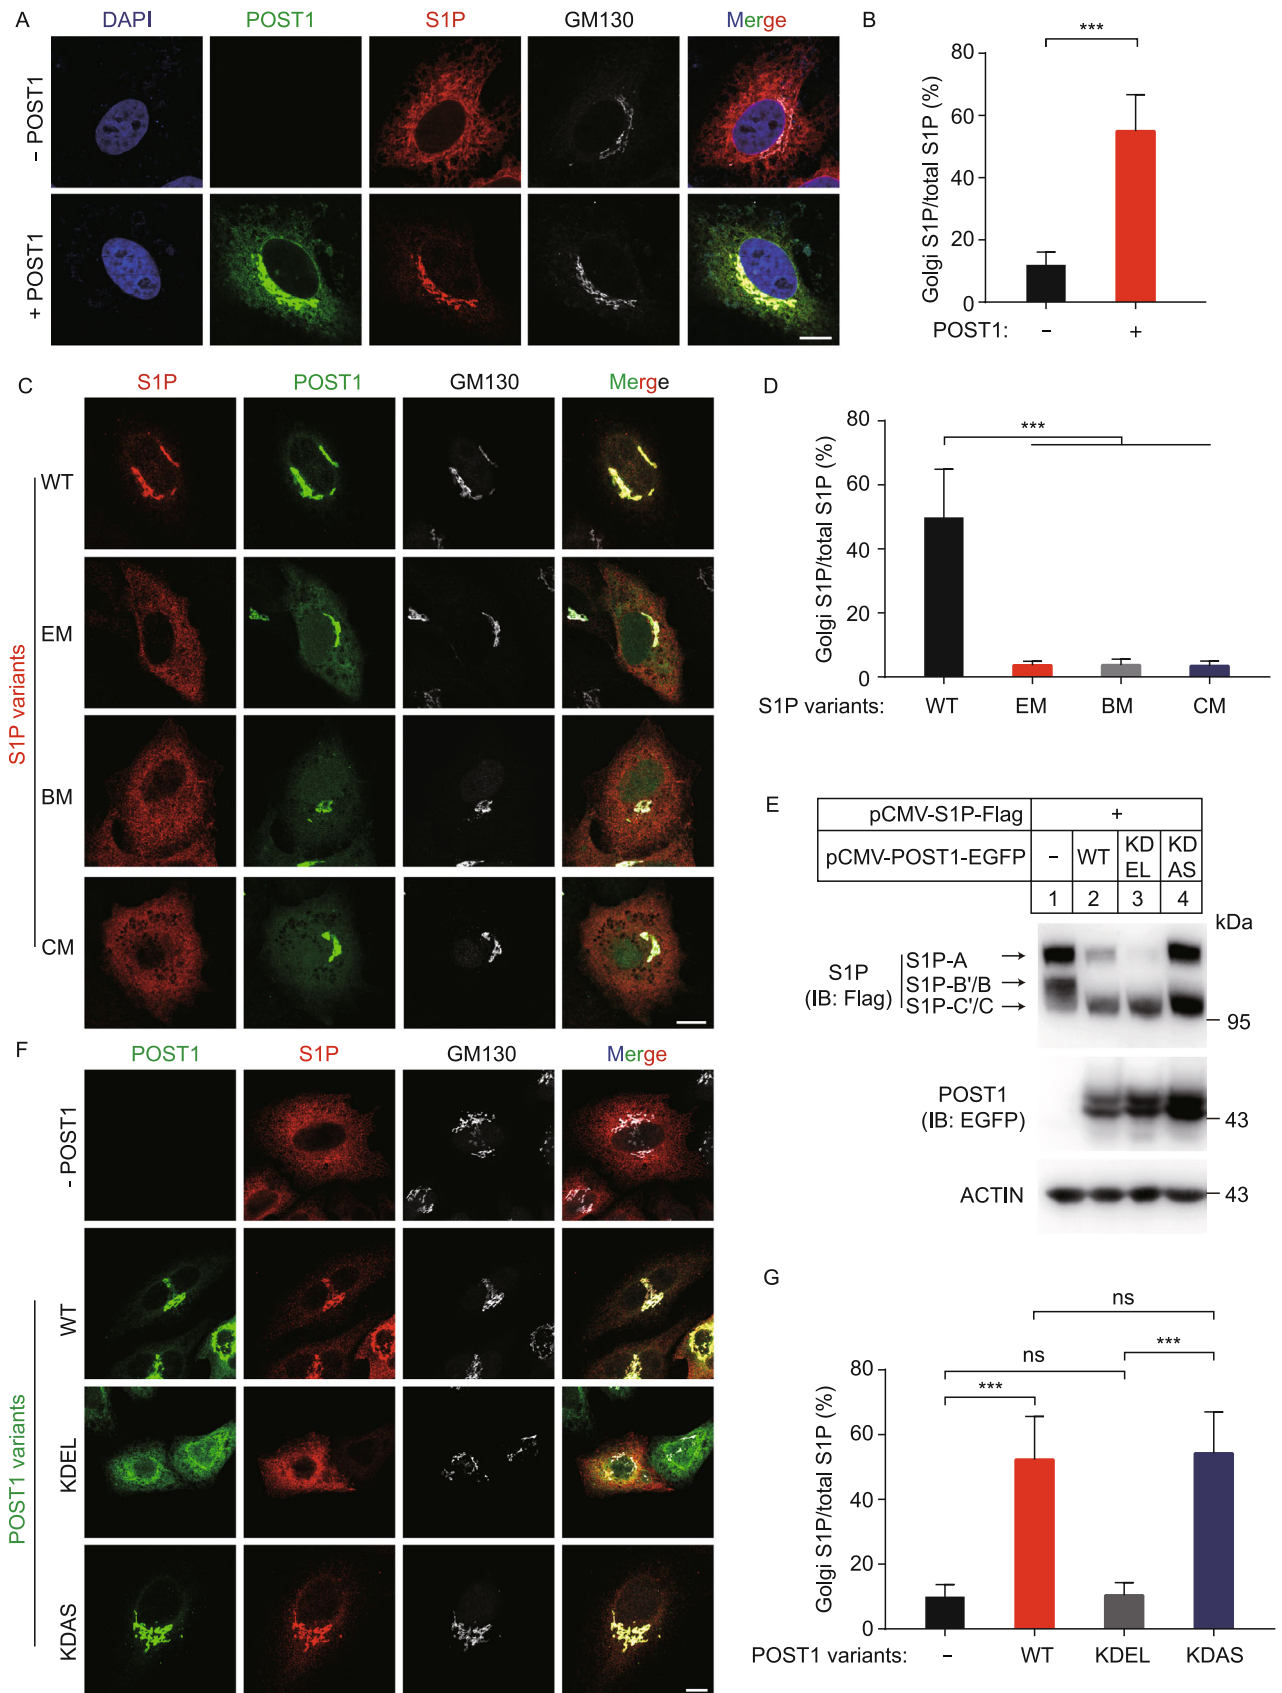 A
DAPI POST1 S1P GM130 Merge
- POST1
+ POST1
B
***
Golgi S1P/total S1P (%)
80
60
40
20
0
POST1: - +
C
S1P POST1 GM130 Merge
S1P variants
WT
EM
BM
CM
D
***
Golgi S1P/total S1P (%)
80
60
40
20
0
S1P variants: WT EM BM CM
E
pCMV-S1P-Flag +
pCMV-POST1-EGFP - WT KDEL KDAS
1 2 3 4
kDa
S1P
(IB: Flag)
S1P-A
S1P-B'/B
S1P-C'/C
95
POST1
(IB: EGFP)
43
ACTIN
43
F
POST1 S1P GM130 Merge
- POST1
POST1 variants
WT
KDEL
KDAS
G
ns
ns ***
***
Golgi S1P/total S1P (%)
80
60
40
20
0
POST1 variants: - WT KDEL KDAS